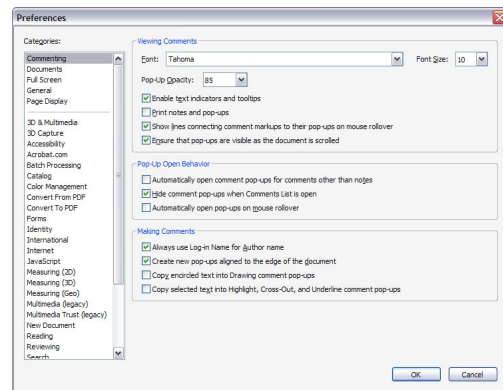 Preferences
Categories:
Commenting
Documents
Full Screen
General
Page Display
3D & Multimedia
3D Capture
Accessibility
Acrobat.com
Batch Processing
Catalog
Color Management
Convert From PDF
Convert To PDF
Forms
Identity
International
Internet
JavaScript
Measuring (2D)
Measuring (3D)
Measuring (Geo)
Multimedia (legacy)
Multimedia Trust (legacy)
New Document
Reading
Reviewing
Search
Viewing Comments
Font: Tahoma Font Size: 10
Pop-Up Opacity: 85
Enable text indicators and tooltips
Print notes and pop-ups
Show lines connecting comment markups to their pop-ups on mouse rollover
Ensure that pop-ups are visible as the document is scrolled
Pop-Up Open Behavior
Automatically open comment pop-ups for comments other than notes
Hide comment pop-ups when Comments List is open
Automatically open pop-ups on mouse rollover
Making Comments
Always use Log-in Name for Author name
Create new pop-ups aligned to the edge of the document
Copy encircled text into Drawing comment pop-ups
Copy selected text into Highlight, Cross-Out, and Underline comment pop-ups
OK Cancel